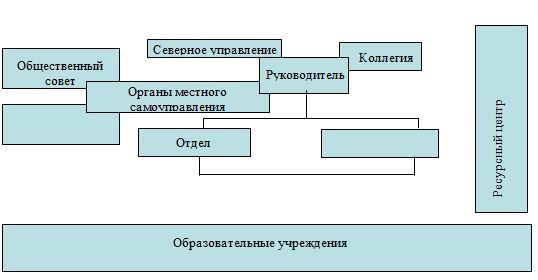 Северное управление
Коллегия
Общественный
совет
Руководитель
Органы местного
самоуправления
Отдел
Ресурсный центр
Образовательные учреждения